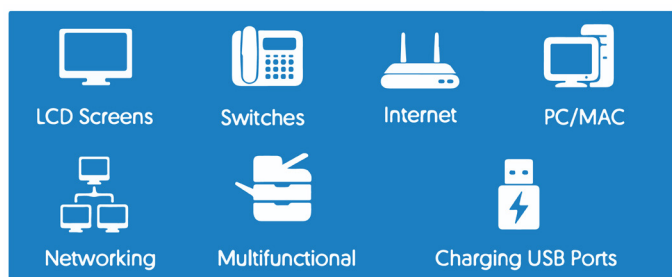 LCD Screens
Switches
Internet
PC/MAC
Networking
Multifunctional
Charging USB Ports